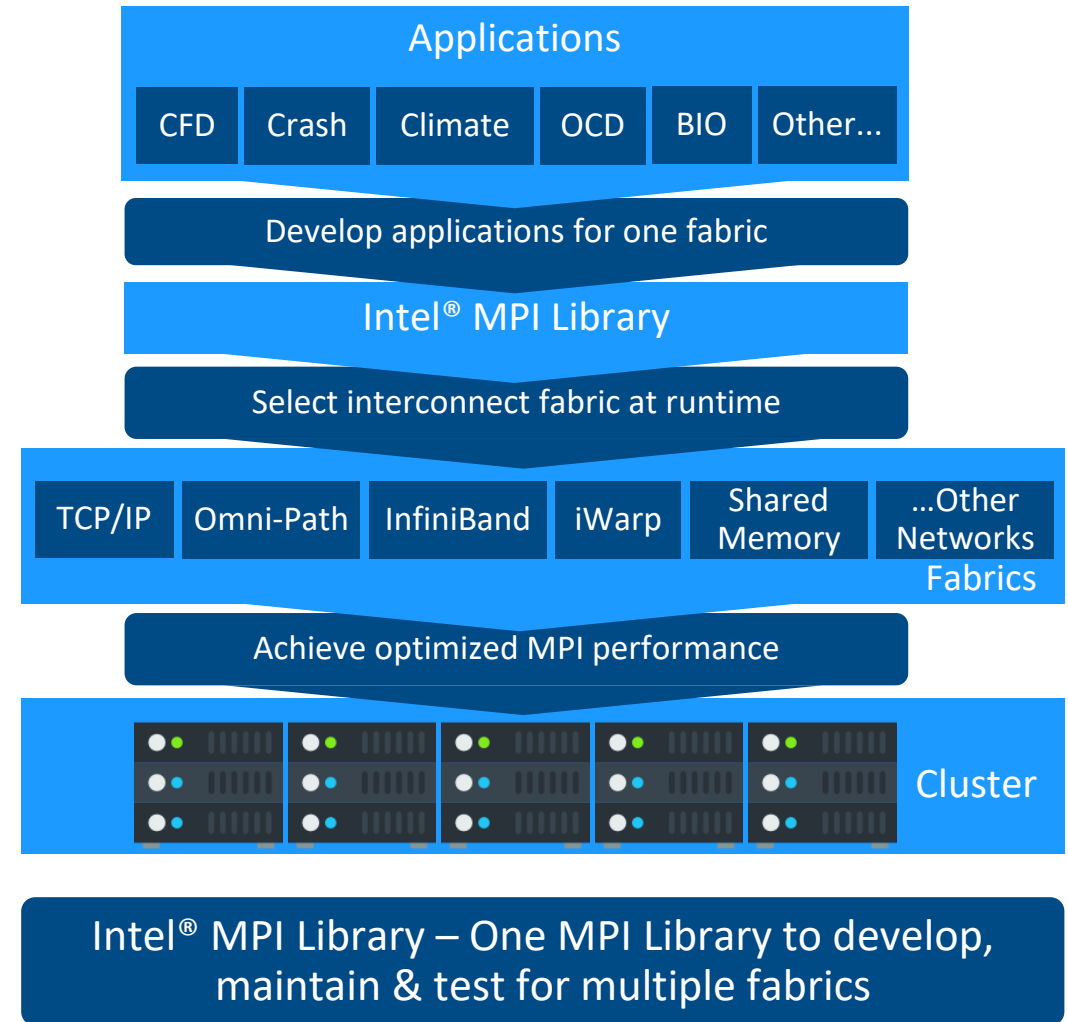 Applications
CFD
Crash
Climate
OCD
BIO
Other...
Develop applications for one fabric
Intel® MPI Library
Select interconnect fabric at runtime
TCP/IP
Omni-Path
InfiniBand
iWarp
Shared
Memory
...Other
Networks
Fabrics
Achieve optimized MPI performance
Cluster
Intel® MPI Library – One MPI Library to develop,
maintain & test for multiple fabrics